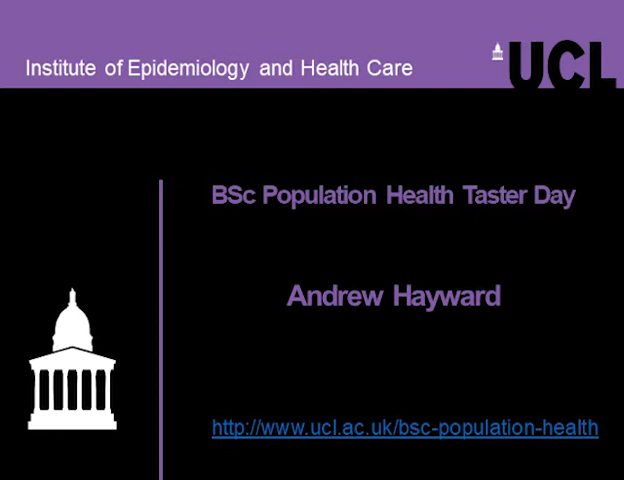 Institute of Epidemiology and Health Care
UCL
BSc Population Health Taster Day
Andrew Hayward
http://www.ucl.ac.uk/bsc-population-health